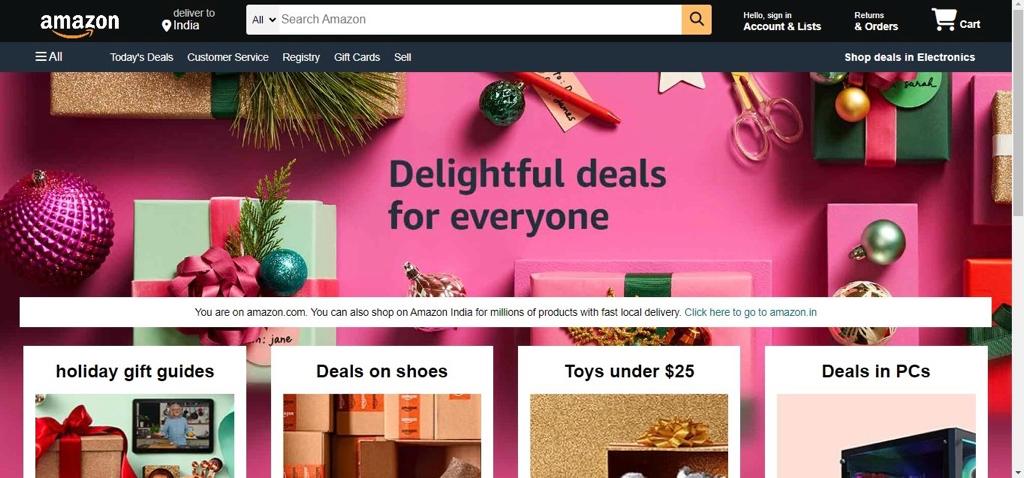 amazon
deliver to
India
All
Search Amazon
Hello, sign in
Account & Lists
Returns
& Orders
Cart
All
Today's Deals
Customer Service
Registry
Gift Cards
Sell
Shop deals in Electronics
sarah
Delightful deals
for everyone
You are on amazon.com. You can also shop on Amazon India for millions of products with fast local delivery. Click here to go to amazon.in
jane
holiday gift guides
Deals on shoes
Toys under $25
Deals in PCs